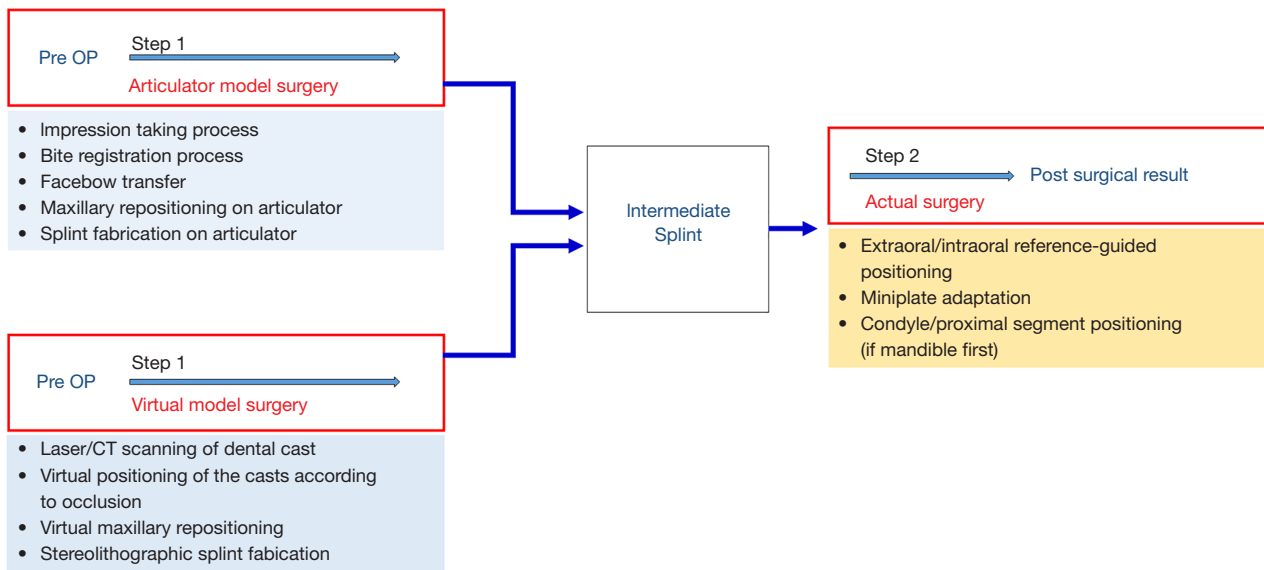 Pre OP
Step 1
Articulator model surgery
• Impression taking process
• Bite registration process
• Facebow transfer
• Maxillary repositioning on articulator
• Splint fabrication on articulator
Pre OP
Step 1
Virtual model surgery
• Laser/CT scanning of dental cast
• Virtual positioning of the casts according
to occlusion
• Virtual maxillary repositioning
• Stereolithographic splint fabication
Intermediate
Splint
Step 2
Post surgical result
Actual surgery
• Extraoral/intraoral reference-guided
positioning
• Miniplate adaptation
• Condyle/proximal segment positioning
(if mandible first)